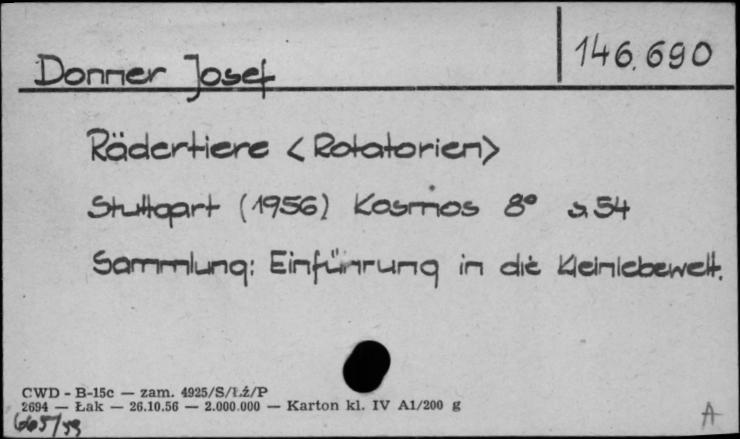 Donner Josef
146.690
Rädertiere <Rotatorien>
Stuttgart (1956) Kosmos 8° s. 54
Sammlung: Einführung in die Kleinlebewelt.
CWD - B-15c — zam. 4925/S/Łź/P
2694 — Łak — 26.10.56 — 2.000.000 — Karton kl. IV A1/200 g
A